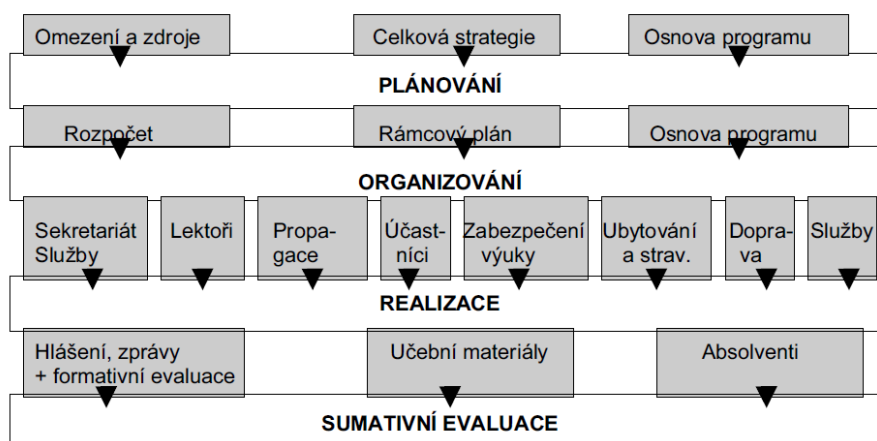 Omezení a zdroje
Celková strategie
Osnova programu
PLÁNOVÁNÍ
Rozpočet
Rámcový plán
Osnova programu
ORGANIZOVÁNÍ
Sekretariát
Služby
Lektoři
Propa-
gace
Účast-
níci
Zabezpečení
výuky
Ubytování
a strav.
Dopra-
va
Služby
REALIZACE
Hlášení, zprávy
+ formativní evaluace
Učební materiály
Absolventi
SUMATIVNÍ EVALUACE